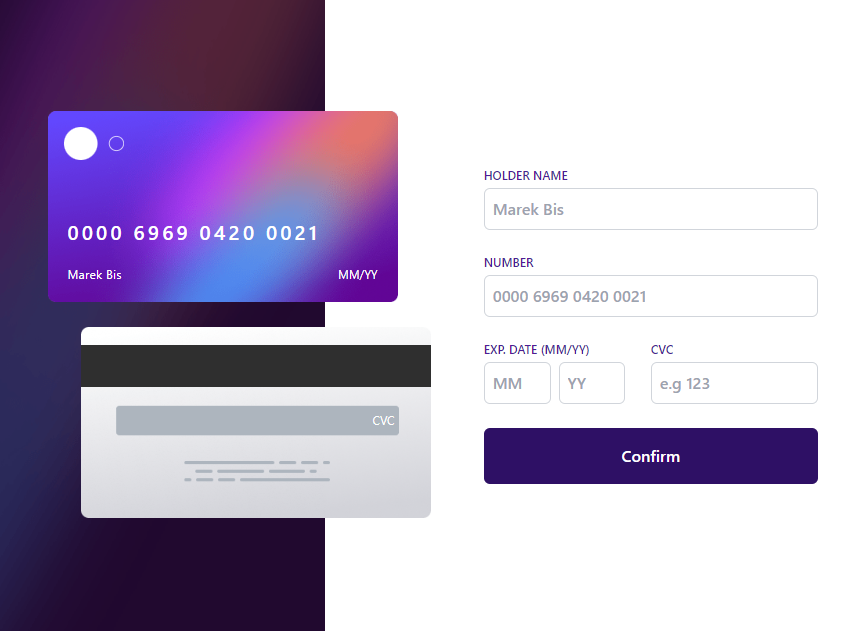 0000 6969 0420 0021
Marek Bis MM/YY
CVC
HOLDER NAME
Marek Bis
NUMBER
0000 6969 0420 0021
EXP. DATE (MM/YY) CVC
MM YY e.g 123
Confirm